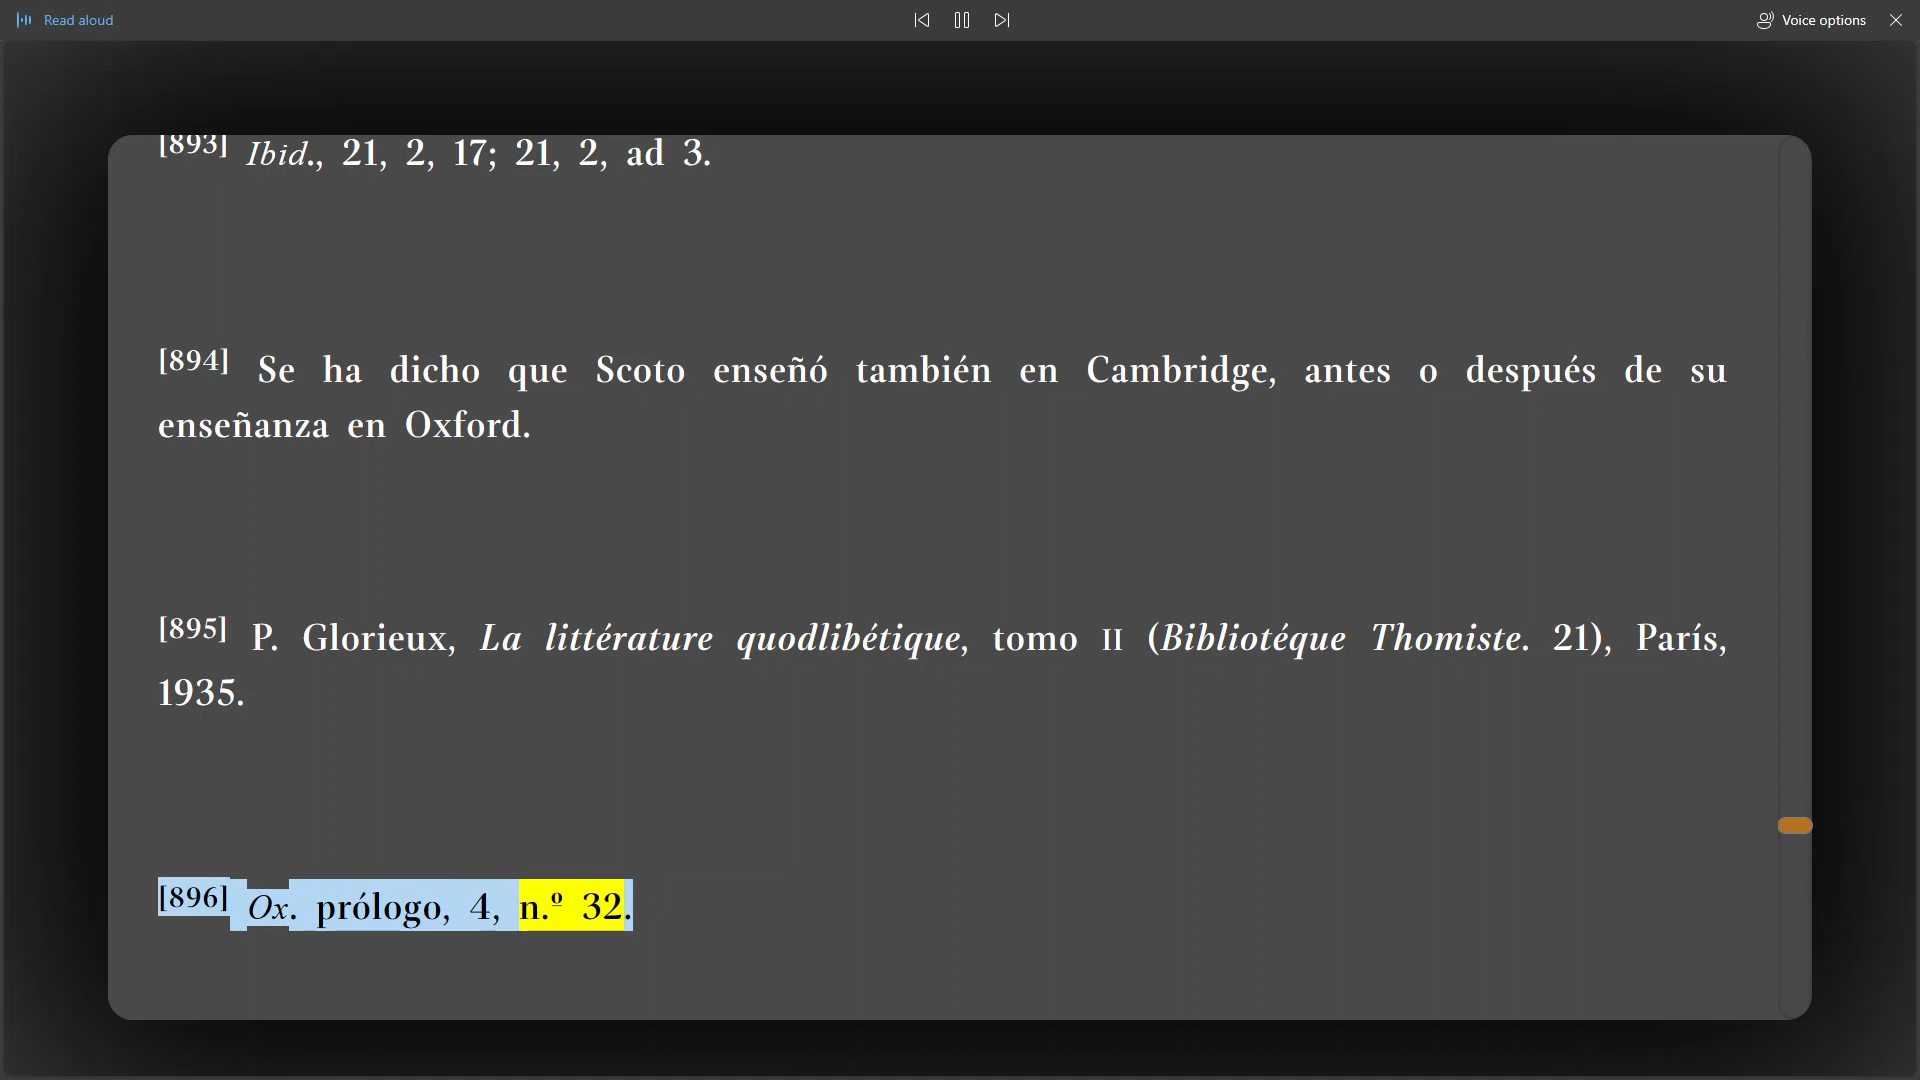 Read aloud
Voice options
[893] Ibid., 21, 2, 17; 21, 2, ad 3.
[894] Se ha dicho que Scoto enseñó también en Cambridge, antes o después de su
enseñanza en Oxford.
[895] P. Glorieux, La littérature quodlibétique, tomo II (Bibliotéque Thomiste. 21), París,
1935.
[896] Ox. prólogo, 4, n.º 32.